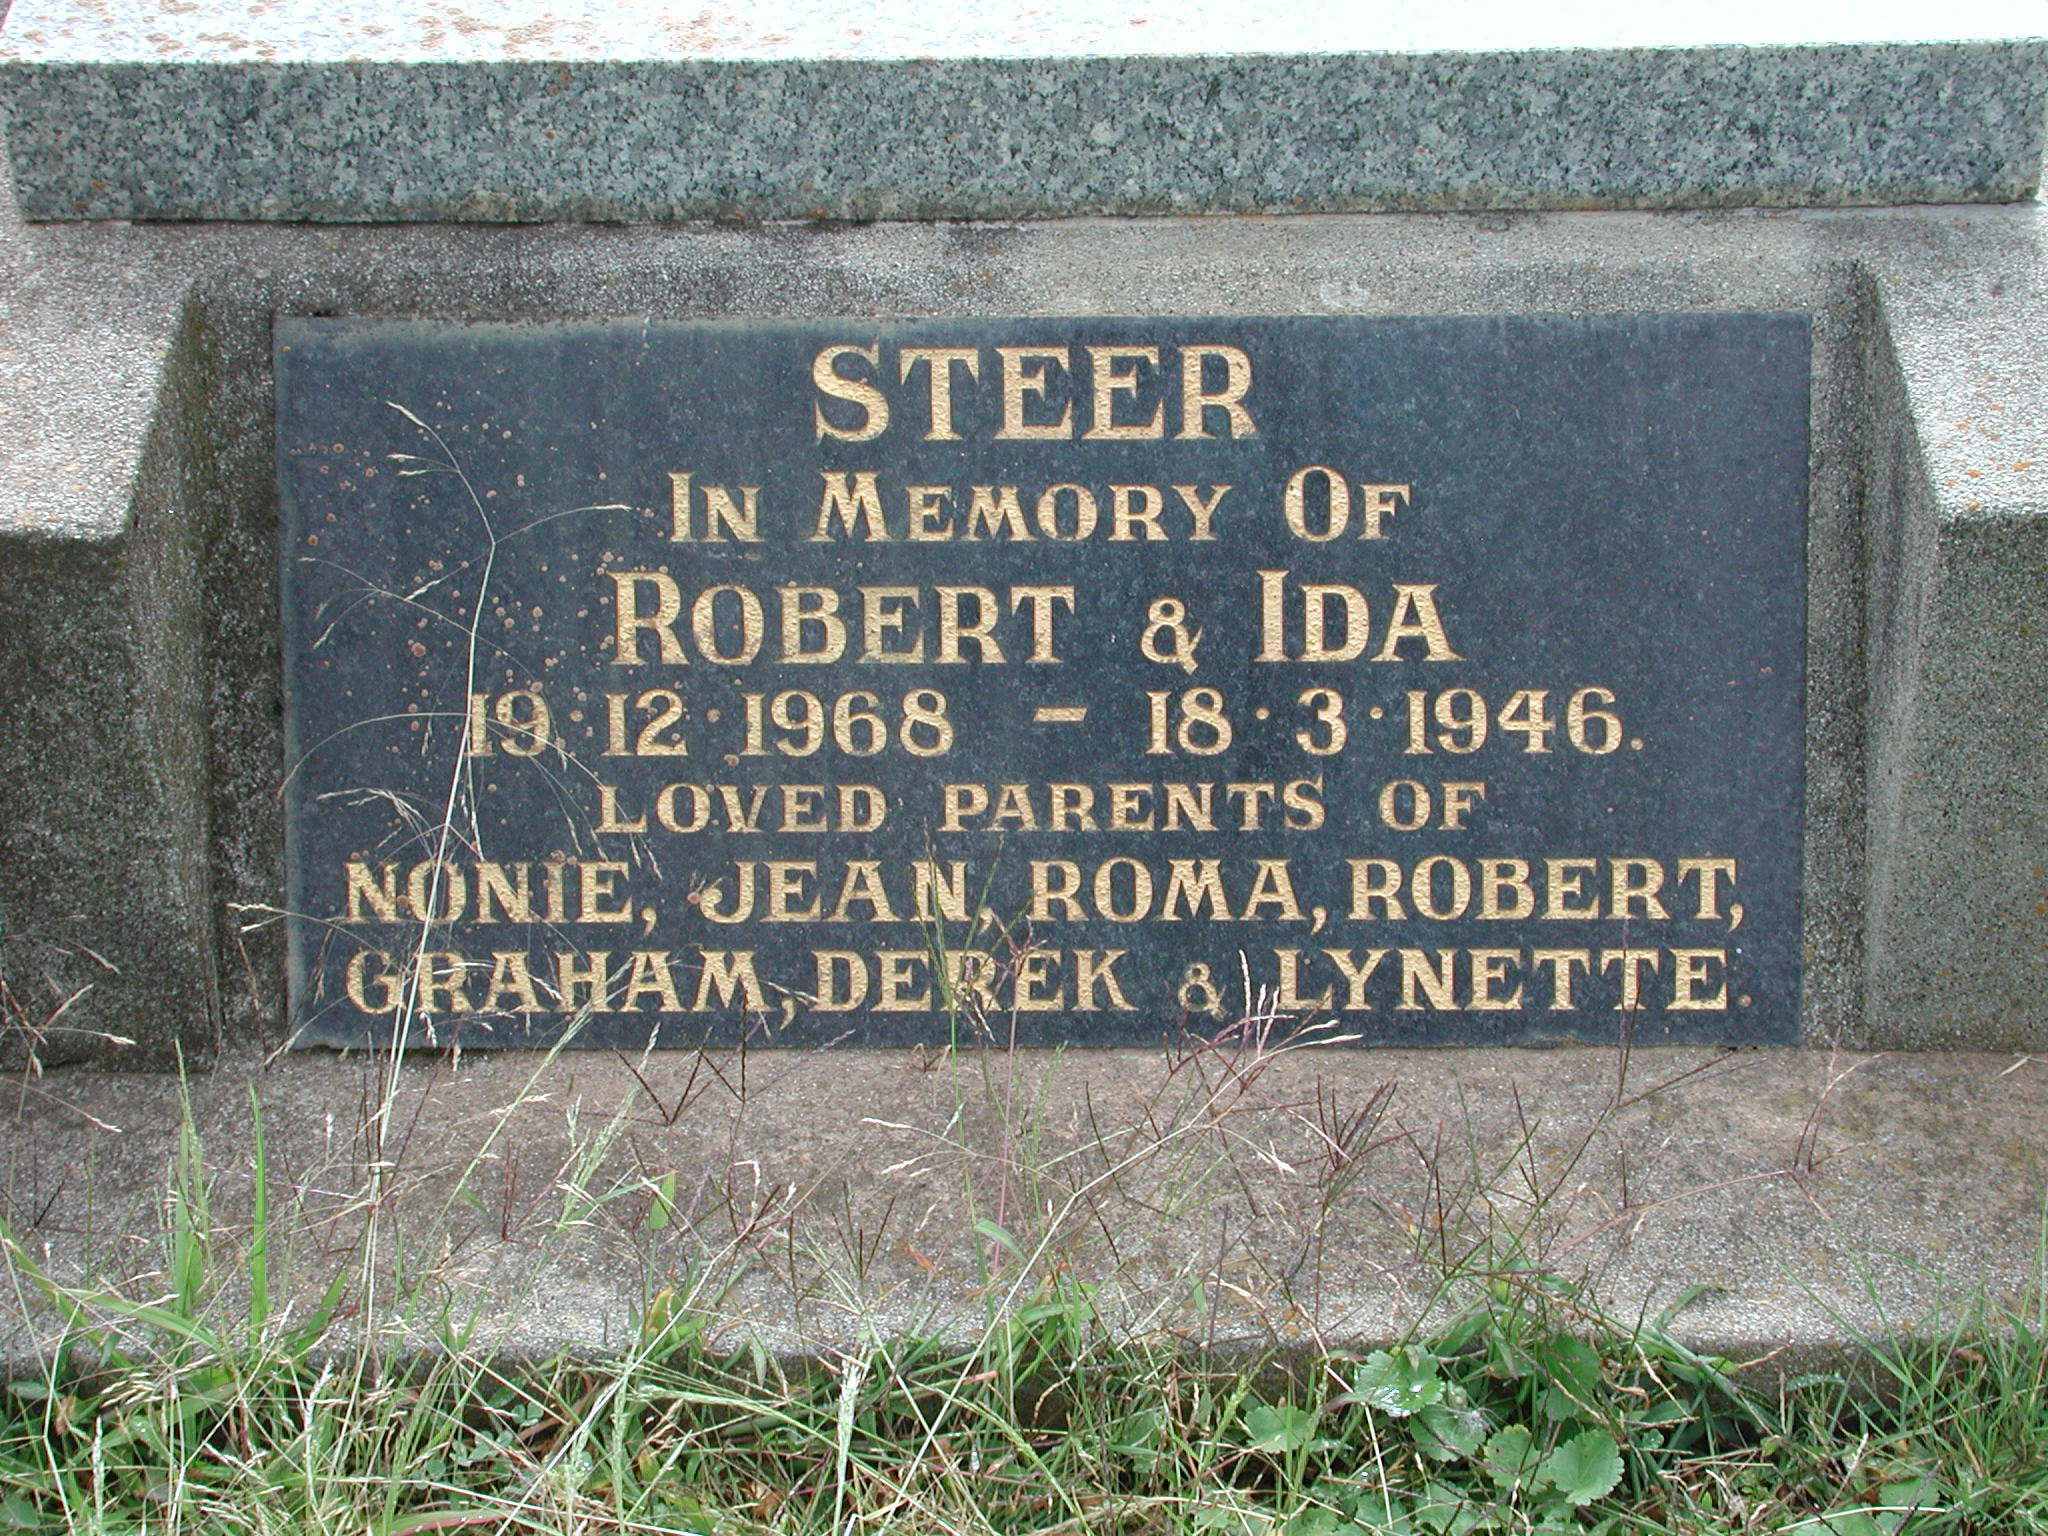 STEER
IN MEMORY OF
ROBERT & IDA
19·12·1968 - 18·3·1946.
LOVED PARENTS OF
NONIE, JEAN, ROMA, ROBERT,
GRAHAM, DEREK & LYNETTE.